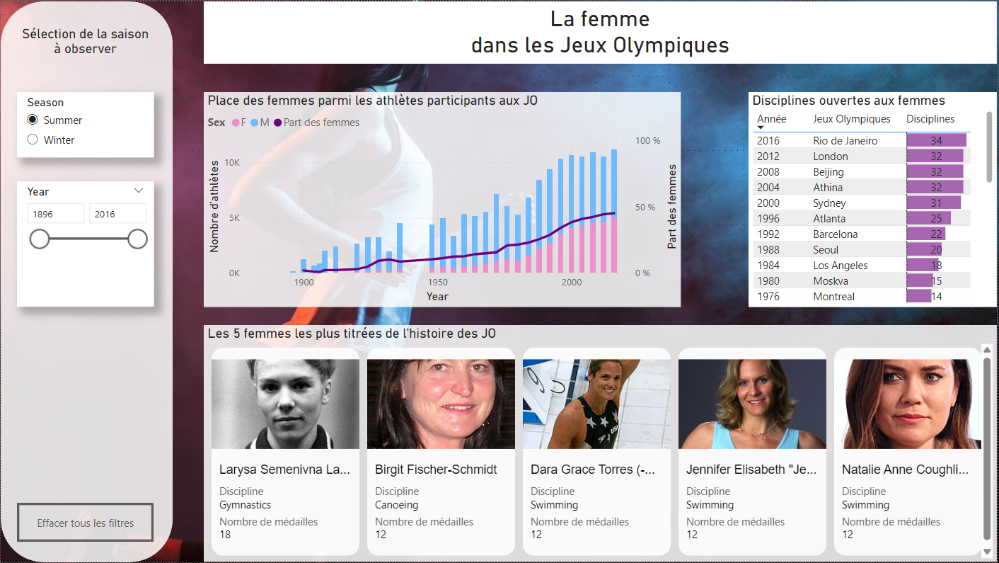 Sélection de la saison
à observer
Season
Summer
Winter
Year
1896 2016
Effacer tous les filtres
La femme
dans les Jeux Olympiques
Place des femmes parmi les athlètes participants aux JO
Sex F M Part des femmes
Nombre d'athlètes
10K
5K
0K
1900 1950 2000
Year
100 %
50 %
0 %
Part des femmes
Disciplines ouvertes aux femmes
Année Jeux Olympiques Disciplines
2016 Rio de Janeiro 34
2012 London 32
2008 Beijing 32
2004 Athina 32
2000 Sydney 31
1996 Atlanta 25
1992 Barcelona 22
1988 Seoul 20
1984 Los Angeles 18
1980 Moskva 15
1976 Montreal 14
Les 5 femmes les plus titrées de l'histoire des JO
Larysa Semenivna La...
Discipline
Gymnastics
Nombre de médailles
18
Birgit Fischer-Schmidt
Discipline
Canoeing
Nombre de médailles
12
9
USA
Dara Grace Torres (-...
Discipline
Swimming
Nombre de médailles
12
Jennifer Elisabeth "Je...
Discipline
Swimming
Nombre de médailles
12
Natalie Anne Coughli...
Discipline
Swimming
Nombre de médailles
12